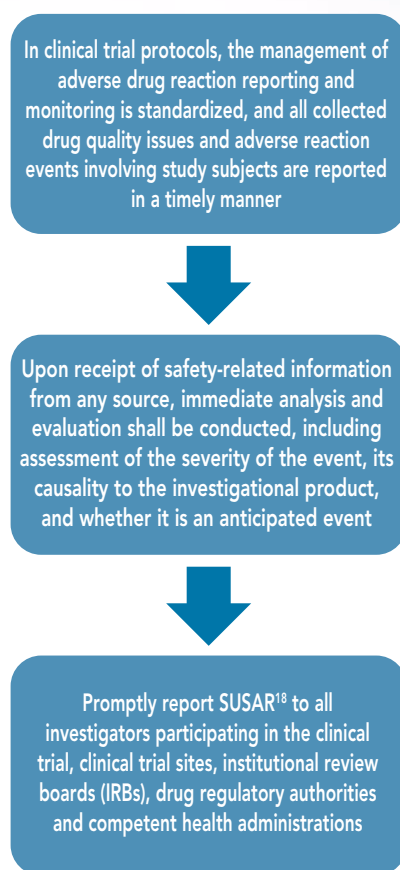 In clinical trial protocols, the management of
adverse drug reaction reporting and
monitoring is standardized, and all collected
drug quality issues and adverse reaction
events involving study subjects are reported
in a timely manner
Upon receipt of safety-related information
from any source, immediate analysis and
evaluation shall be conducted, including
assessment of the severity of the event, its
causality to the investigational product,
and whether it is an anticipated event
Promptly report SUSAR¹⁸ to all
investigators participating in the clinical
trial, clinical trial sites, institutional review
boards (IRBs), drug regulatory authorities
and competent health administrations